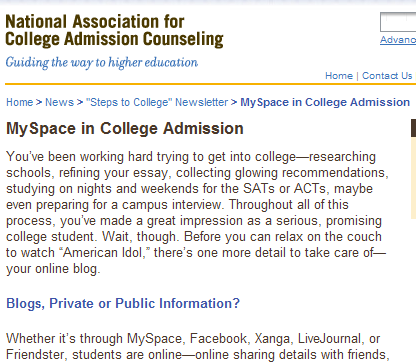 National Association for
College Admission Counseling
Guiding the way to higher education
Advanc
Home | Contact Us
Home > News > "Steps to College" Newsletter > MySpace in College Admission
MySpace in College Admission
You’ve been working hard trying to get into college—researching
schools, refining your essay, collecting glowing recommendations,
studying on nights and weekends for the SATs or ACTs, maybe
even preparing for a campus interview. Throughout all of this
process, you’ve made a great impression as a serious, promising
college student. Wait, though. Before you can relax on the couch
to watch “American Idol,” there’s one more detail to take care of—
your online blog.
Blogs, Private or Public Information?
Whether it’s through MySpace, Facebook, Xanga, LiveJournal, or
Friendster, students are online—online sharing details with friends,